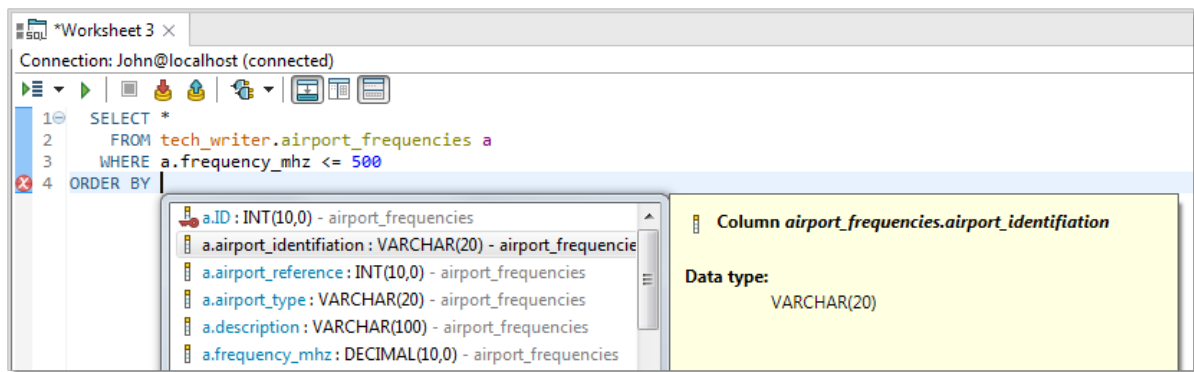 SQL *Worksheet 3
Connection: John@localhost (connected)
1 SELECT *
2 FROM tech_writer.airport_frequencies a
3 WHERE a.frequency_mhz <= 500
4 ORDER BY
a.ID : INT(10,0) - airport_frequencies
a.airport_identifiation : VARCHAR(20) - airport_frequencie
a.airport_reference : INT(10,0) - airport_frequencies
a.airport_type : VARCHAR(20) - airport_frequencies
a.description : VARCHAR(100) - airport_frequencies
a.frequency_mhz : DECIMAL(10,0) - airport_frequencies
Column airport_frequencies.airport_identifiation
Data type:
VARCHAR(20)